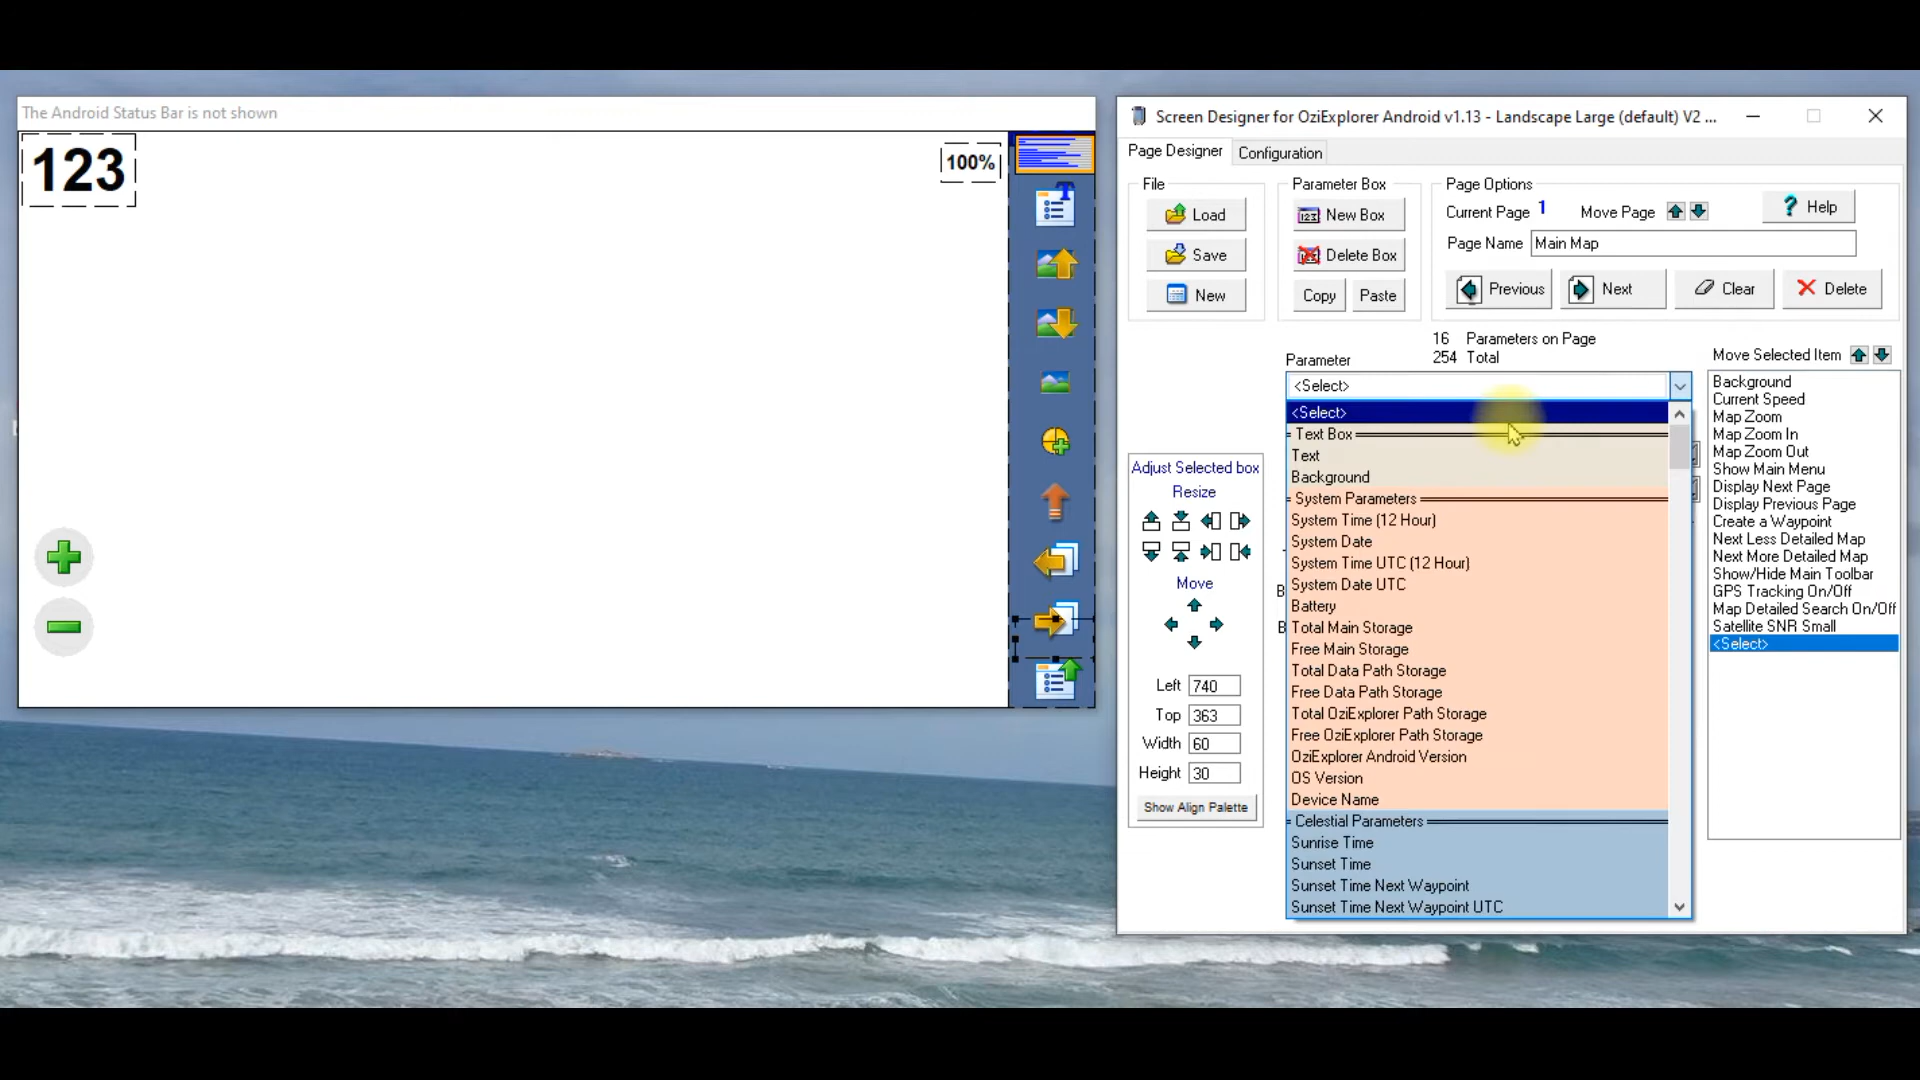 The Android Status Bar is not shown
123
100%
Screen Designer for OziExplorer Android v1.13 - Landscape Large (default) V2 ...
Page Designer
Configuration
File
Load
Save
New
Parameter Box
New Box
Delete Box
Copy
Paste
Page Options
Current Page 1
Move Page
Help
Page Name Main Map
Previous
Next
Clear
Delete
16 Parameters on Page
254 Total
Parameter
<Select>
<Select>
Text Box
Text
Background
System Parameters
System Time (12 Hour)
System Date
System Time UTC (12 Hour)
System Date UTC
Battery
Total Main Storage
Free Main Storage
Total Data Path Storage
Free Data Path Storage
Total OziExplorer Path Storage
Free OziExplorer Path Storage
OziExplorer Android Version
OS Version
Device Name
Celestial Parameters
Sunrise Time
Sunset Time
Sunset Time Next Waypoint
Sunset Time Next Waypoint UTC
Adjust Selected box
Resize
Move
Left 740
Top 363
Width 60
Height 30
Show Align Palette
Move Selected Item
Background
Current Speed
Map Zoom
Map Zoom In
Map Zoom Out
Show Main Menu
Display Next Page
Display Previous Page
Create a Waypoint
Next Less Detailed Map
Next More Detailed Map
Show/Hide Main Toolbar
GPS Tracking On/Off
Map Detailed Search On/Off
Satellite SNR Small
<Select>